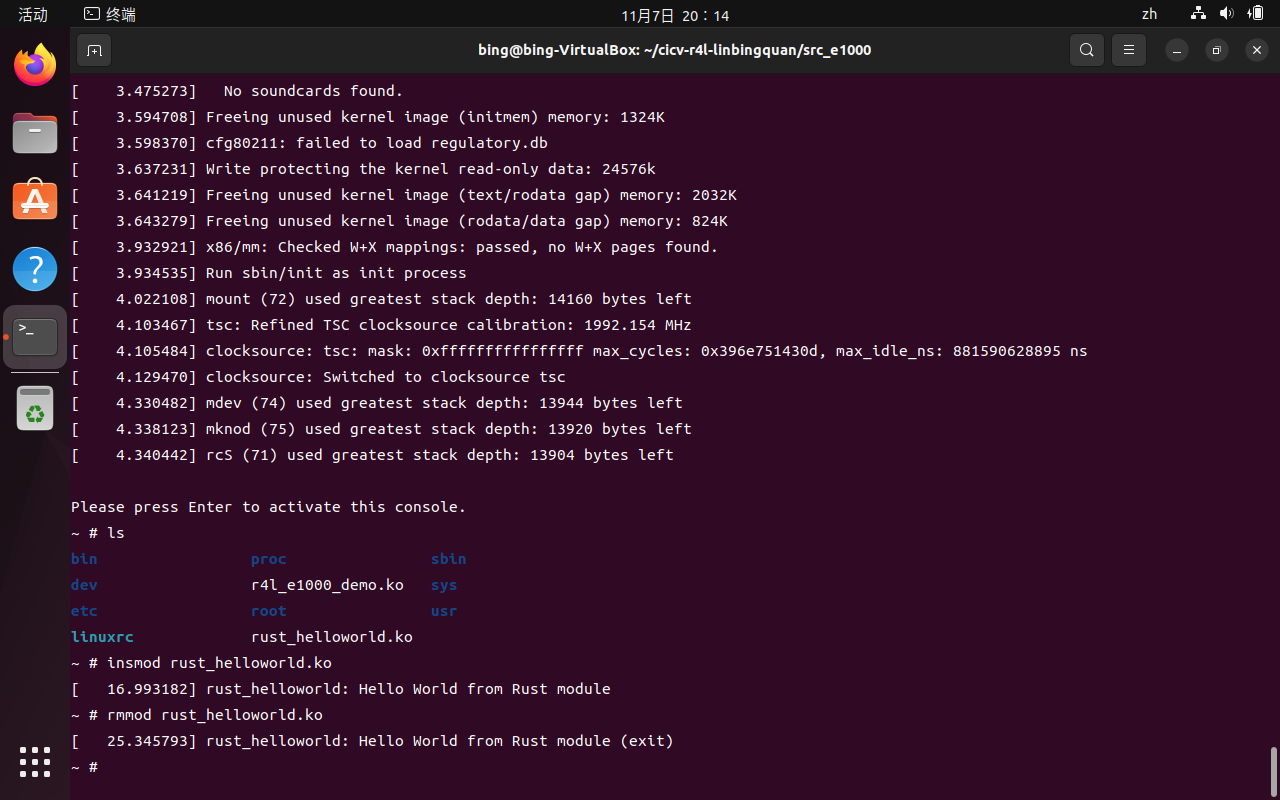 活动 终端 11月7日 20：14 zh
bing@bing-VirtualBox: ~/cicv-r4l-linbingquan/src_e1000
[    3.475273]   No soundcards found.
[    3.594708] Freeing unused kernel image (initmem) memory: 1324K
[    3.598370] cfg80211: failed to load regulatory.db
[    3.637231] Write protecting the kernel read-only data: 24576k
[    3.641219] Freeing unused kernel image (text/rodata gap) memory: 2032K
[    3.643279] Freeing unused kernel image (rodata/data gap) memory: 824K
[    3.932921] x86/mm: Checked W+X mappings: passed, no W+X pages found.
[    3.934535] Run sbin/init as init process
[    4.022108] mount (72) used greatest stack depth: 14160 bytes left
[    4.103467] tsc: Refined TSC clocksource calibration: 1992.154 MHz
[    4.105484] clocksource: tsc: mask: 0xffffffffffffffff max_cycles: 0x396e751430d, max_idle_ns: 881590628895 ns
[    4.129470] clocksource: Switched to clocksource tsc
[    4.330482] mdev (74) used greatest stack depth: 13944 bytes left
[    4.338123] mknod (75) used greatest stack depth: 13920 bytes left
[    4.340442] rcS (71) used greatest stack depth: 13904 bytes left
Please press Enter to activate this console.
~ # ls
bin                 proc                sbin
dev                 r4l_e1000_demo.ko   sys
etc                 root                usr
linuxrc             rust_helloworld.ko
~ # insmod rust_helloworld.ko
[   16.993182] rust_helloworld: Hello World from Rust module
~ # rmmod rust_helloworld.ko
[   25.345793] rust_helloworld: Hello World from Rust module (exit)
~ #